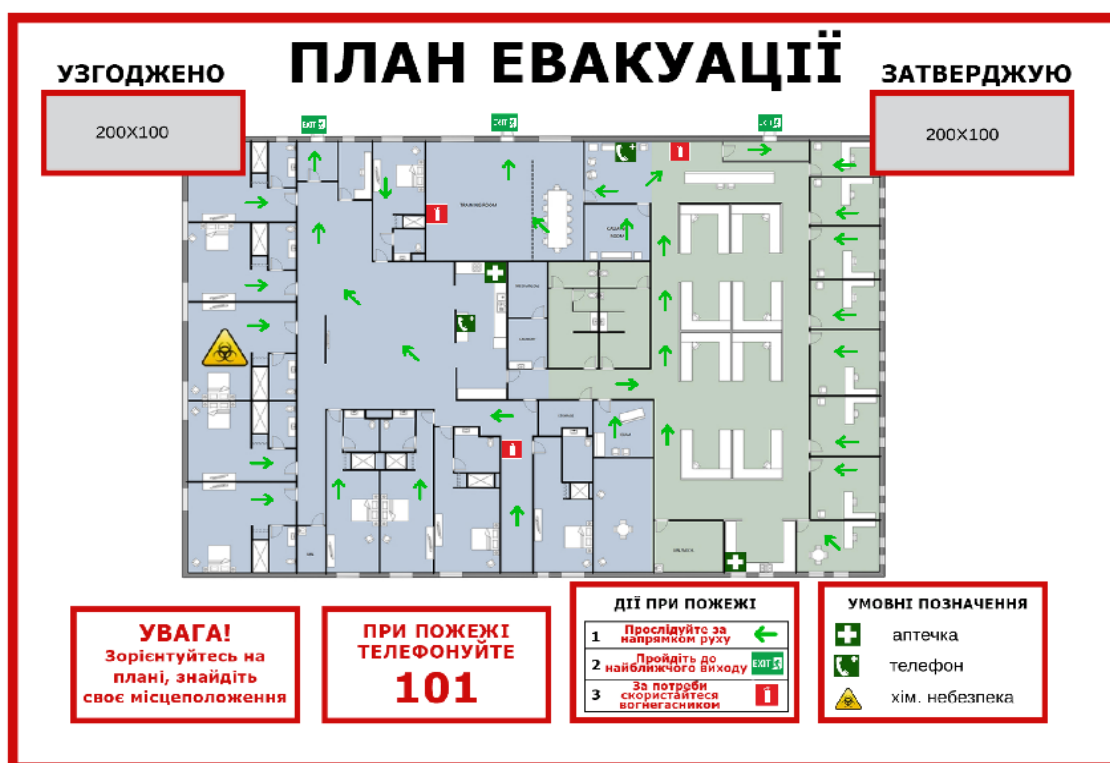 ПЛАН ЕВАКУАЦІЇ
УЗГОДЖЕНО
ЗАТВЕРДЖУЮ
200X100
200X100
EXIT
EXIT
EXIT
TRAINING ROOM
УВАГА!
Зорієнтуйтесь на
плані, знайдіть
своє місцеположення
ПРИ ПОЖЕЖІ
ТЕЛЕФОНУЙТЕ
101
ДІЇ ПРИ ПОЖЕЖІ
1 Прослідуйте за
напрямком руху
2 Пройдіть до
найближчого виходу EXIT
3 За потреби
скористайтеся
вогнегасником
УМОВНІ ПОЗНАЧЕННЯ
аптечка
телефон
хім. небезпека